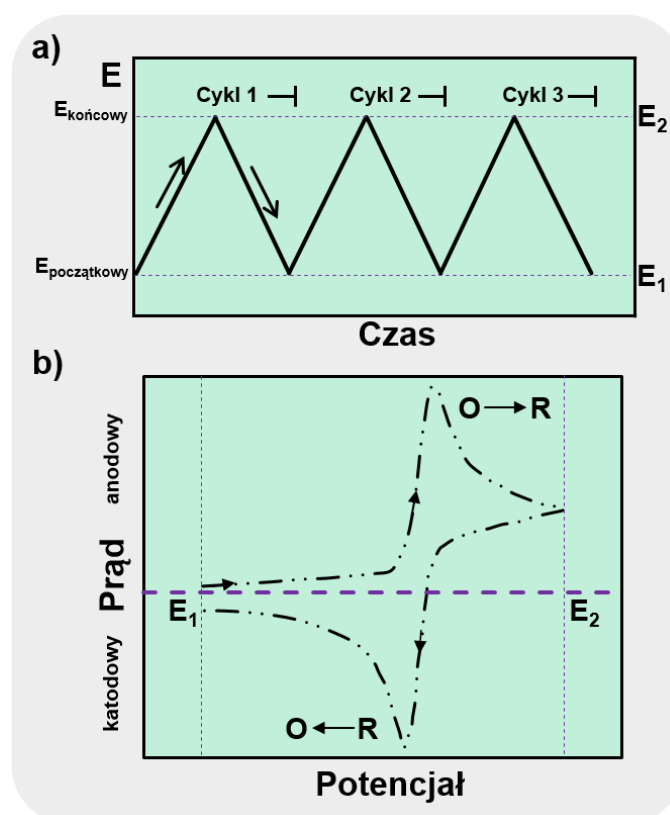 a)
E
Cykl 1
Cykl 2
Cykl 3
Ekońcowy
E2
Epoczątkowy
E1
Czas
b)
O → R
anodowy
Prąd
E1
E2
katodowy
O ← R
Potencjał